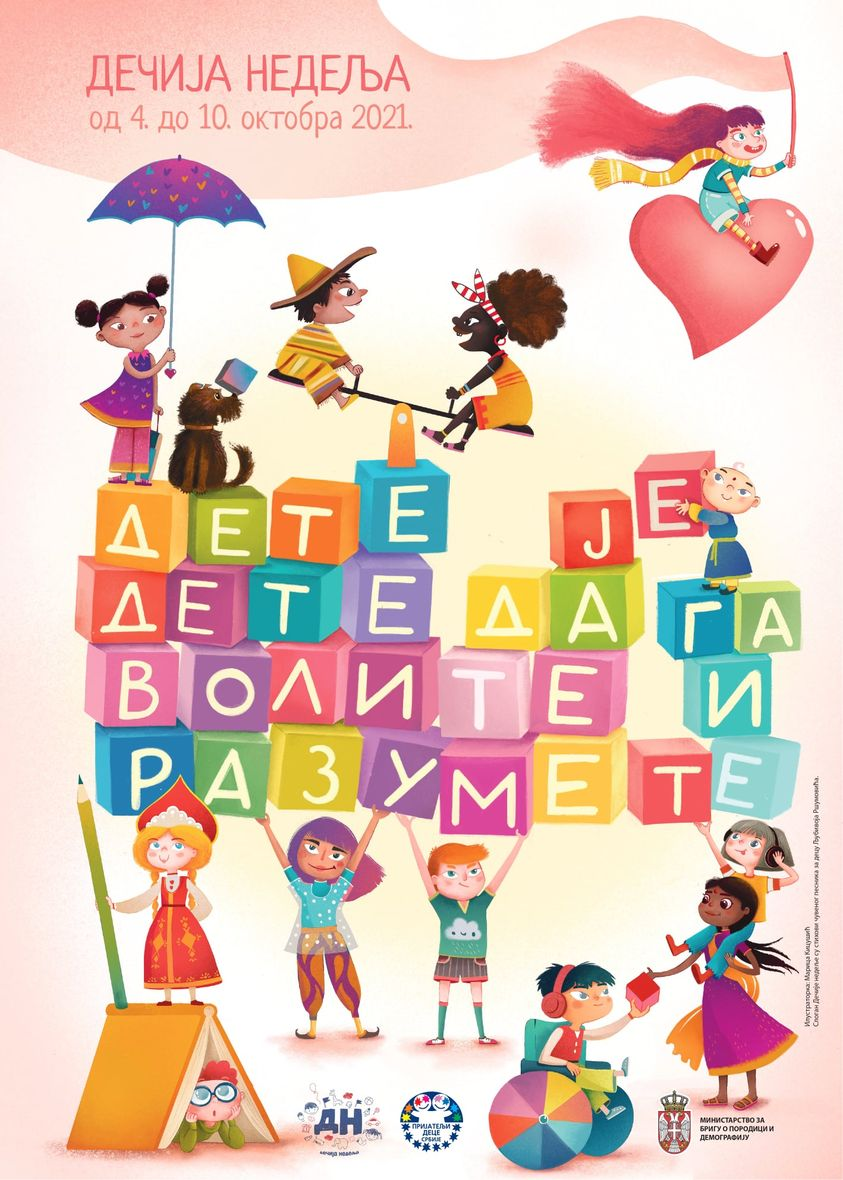 ДЕЧИЈА НЕДЕЉА
од 4. до 10. октобра 2021.
ДЕТЕ ЈЕ
ДЕТЕ ДА ГА
ВОЛИТЕ И
РАЗУМЕТЕ
Илустраторка: Марица Кицушић
Слоган Дечије недеље су стихови чувеног песника за децу Љубивоја Ршумовића.
ДН
дечија недеља
ПРИЈАТЕЉИ
ДЕЦЕ
СРБИЈЕ
МИНИСТАРСТВО ЗА
БРИГУ О ПОРОДИЦИ И
ДЕМОГРАФИЈУ